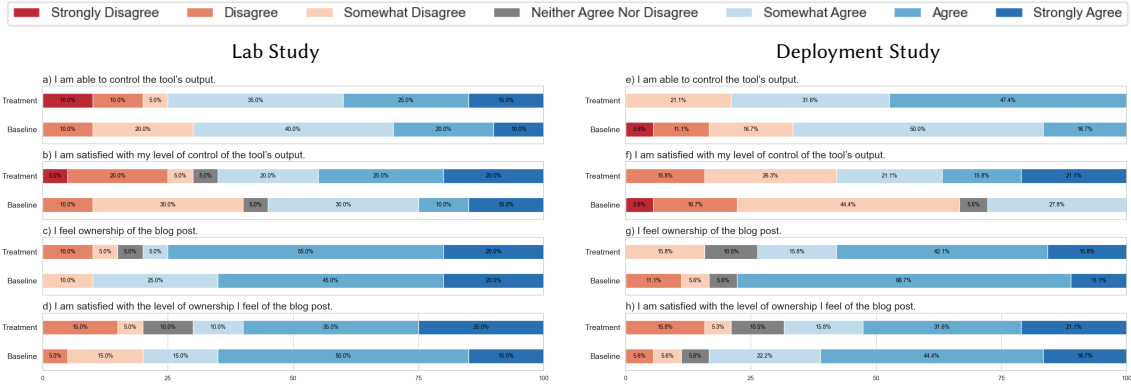 Strongly Disagree Disagree Somewhat Disagree Neither Agree Nor Disagree Somewhat Agree Agree Strongly Agree
Lab Study
a) I am able to control the tool's output.
Treatment 10.0% 10.0% 5.0% 35.0% 25.0% 15.0%
Baseline 10.0% 20.0% 40.0% 20.0% 10.0%
b) I am satisfied with my level of control of the tool's output.
Treatment 5.0% 20.0% 5.0% 5.0% 20.0% 25.0% 20.0%
Baseline 10.0% 30.0% 5.0% 30.0% 10.0% 15.0%
c) I feel ownership of the blog post.
Treatment 10.0% 5.0% 5.0% 5.0% 55.0% 20.0%
Baseline 10.0% 25.0% 45.0% 20.0%
d) I am satisfied with the level of ownership I feel of the blog post.
Treatment 15.0% 5.0% 10.0% 10.0% 35.0% 25.0%
Baseline 5.0% 15.0% 15.0% 50.0% 15.0%
0 25 50 75 100
Deployment Study
e) I am able to control the tool's output.
Treatment 21.1% 31.6% 47.4%
Baseline 5.6% 11.1% 16.7% 50.0% 16.7%
f) I am satisfied with my level of control of the tool's output.
Treatment 15.8% 26.3% 21.1% 15.8% 21.1%
Baseline 5.6% 16.7% 44.4% 5.6% 27.8%
g) I feel ownership of the blog post.
Treatment 15.8% 10.5% 15.8% 42.1% 15.8%
Baseline 11.1% 5.6% 5.6% 66.7% 11.1%
h) I am satisfied with the level of ownership I feel of the blog post.
Treatment 15.8% 5.3% 10.5% 15.8% 31.6% 21.1%
Baseline 5.6% 5.6% 5.6% 22.2% 44.4% 16.7%
0 25 50 75 100